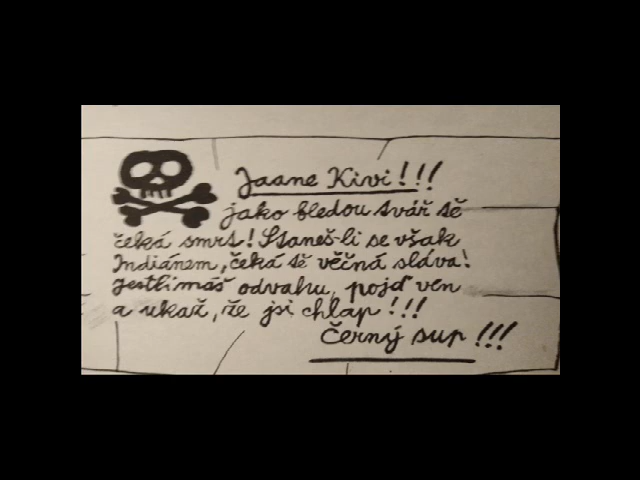 Jaane Kivi!!!
jako bledou tvář tě
čeká smrt! Staneš-li se však
Indiánem, čeká tě věčná sláva!
Jestli máš odvahu, pojď ven
a ukaž, že jsi chlap!!!
Černý sup!!!